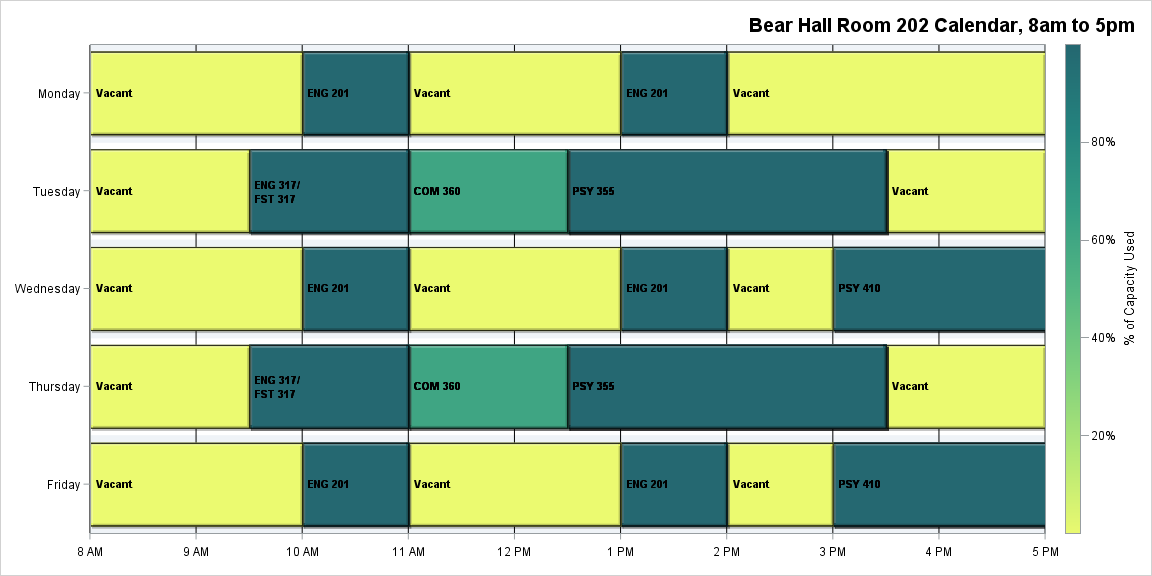 Bear Hall Room 202 Calendar, 8am to 5pm
Monday
Vacant
ENG 201
Vacant
ENG 201
Vacant
Tuesday
Vacant
ENG 317/
FST 317
COM 360
PSY 355
Vacant
Wednesday
Vacant
ENG 201
Vacant
ENG 201
Vacant
PSY 410
Thursday
Vacant
ENG 317/
FST 317
COM 360
PSY 355
Vacant
Friday
Vacant
ENG 201
Vacant
ENG 201
Vacant
PSY 410
8 AM
9 AM
10 AM
11 AM
12 PM
1 PM
2 PM
3 PM
4 PM
5 PM
80%
60%
40%
20%
% of Capacity Used